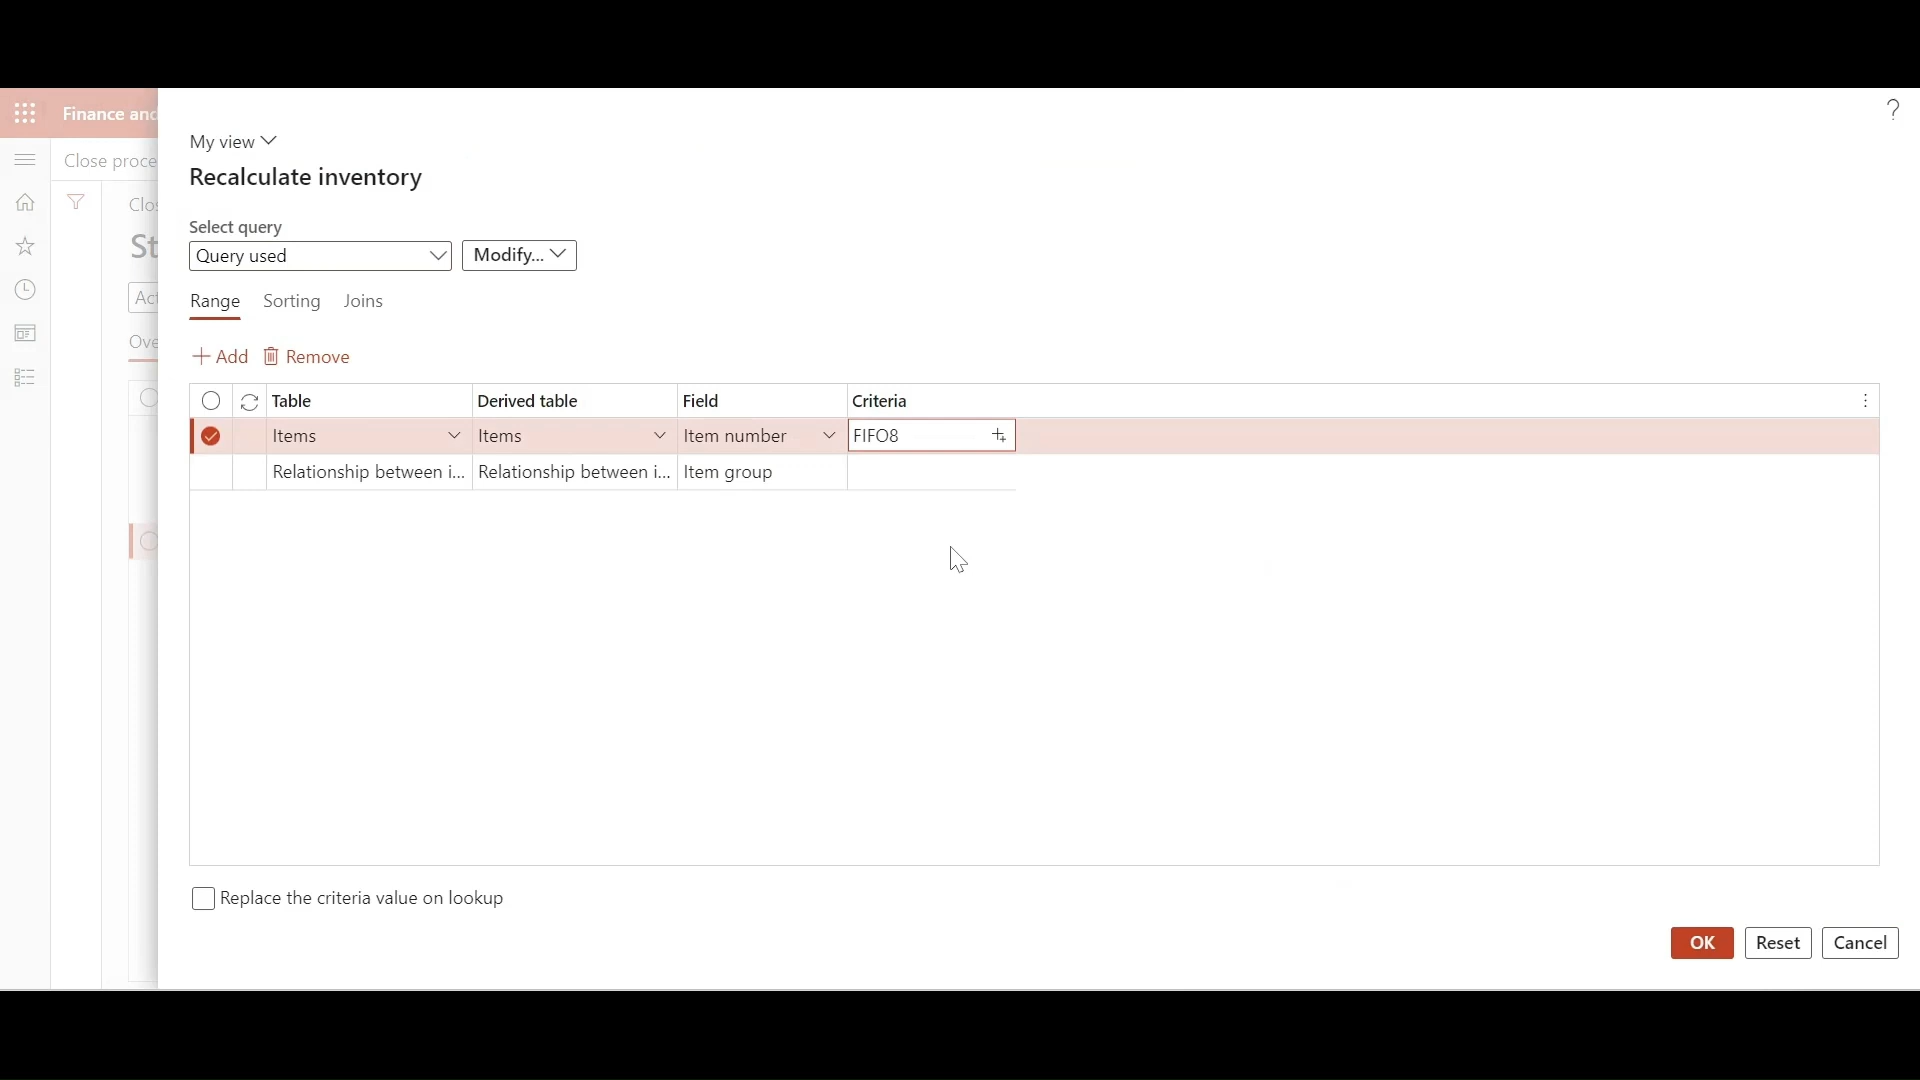 Finance and
?
Close proce
My view
Clo
Recalculate inventory
St
Select query
Query used
Modify...
Act
Range Sorting Joins
Ove
Add Remove
Table Derived table Field Criteria
Items Items Item number FIFO8
Relationship between i... Relationship between i... Item group
Replace the criteria value on lookup
OK Reset Cancel